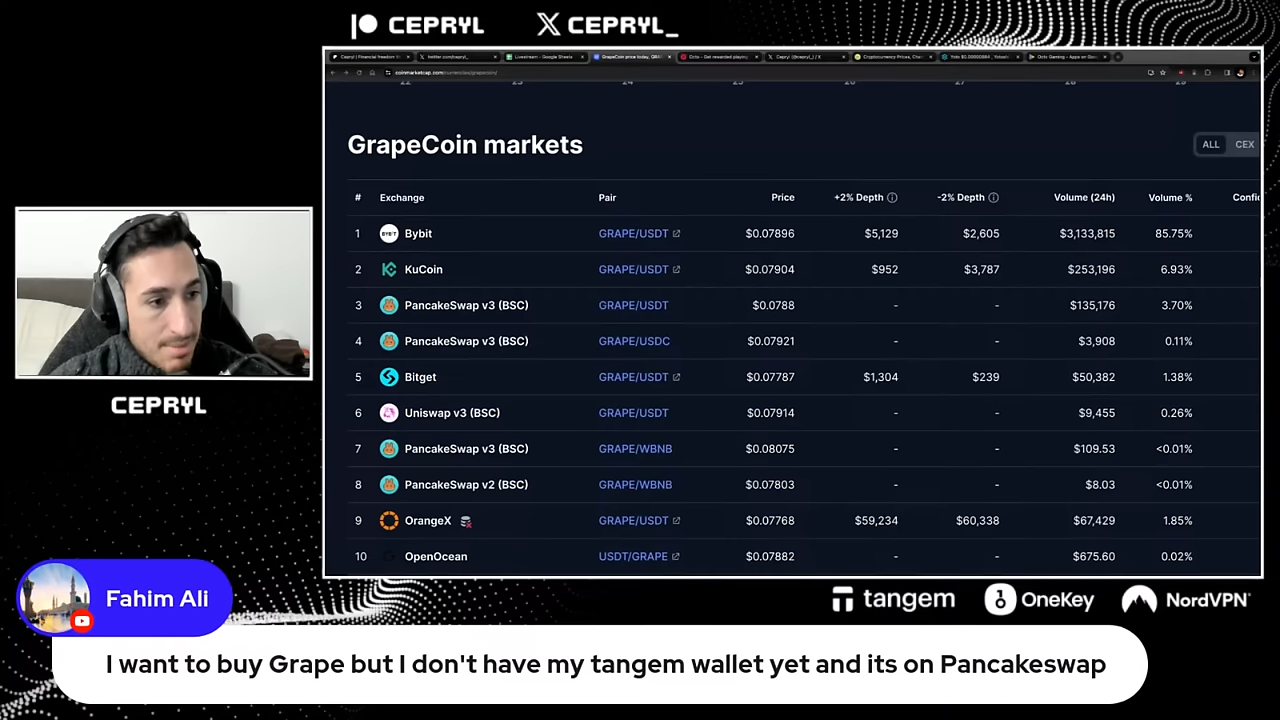 CEPRYL
CEPRYL_
coinmarketcap.com/currencies/grapecoin/
GrapeCoin markets
ALL CEX
# Exchange Pair Price +2% Depth -2% Depth Volume (24h) Volume %
1 Bybit GRAPE/USDT $0.07896 $5,129 $2,605 $3,133,815 85.75%
2 KuCoin GRAPE/USDT $0.07904 $952 $3,787 $253,196 6.93%
3 PancakeSwap v3 (BSC) GRAPE/USDT $0.0788 - - $135,176 3.70%
4 PancakeSwap v3 (BSC) GRAPE/USDC $0.07921 - - $3,908 0.11%
5 Bitget GRAPE/USDT $0.07787 $1,304 $239 $50,382 1.38%
6 Uniswap v3 (BSC) GRAPE/USDT $0.07914 - - $9,455 0.26%
7 PancakeSwap v3 (BSC) GRAPE/WBNB $0.08075 - - $109.53 <0.01%
8 PancakeSwap v2 (BSC) GRAPE/WBNB $0.07803 - - $8.03 <0.01%
9 OrangeX GRAPE/USDT $0.07768 $59,234 $60,338 $67,429 1.85%
10 OpenOcean USDT/GRAPE $0.07882 - - $675.60 0.02%
CEPRYL
tangem OneKey NordVPN
Fahim Ali
I want to buy Grape but I don't have my tangem wallet yet and its on Pancakeswap